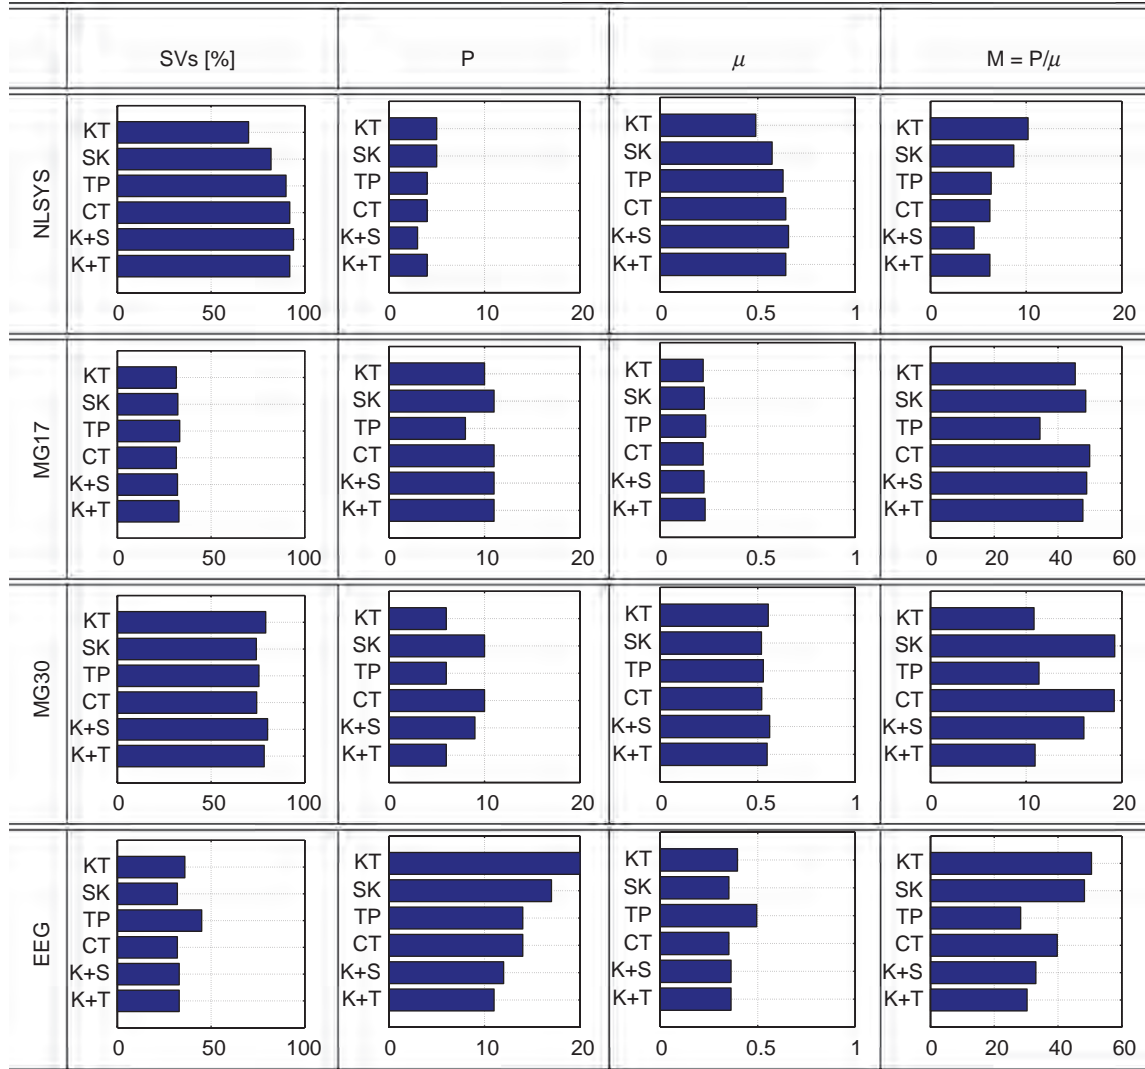 SVs [%] P μ M = P/μ
NLSYS
KT KT KT KT
SK SK SK SK
TP TP TP TP
CT CT CT CT
K+S K+S K+S K+S
K+T K+T K+T K+T
0 50 100 0 10 20 0 0.5 1 0 10 20
MG17
KT KT KT KT
SK SK SK SK
TP TP TP TP
CT CT CT CT
K+S K+S K+S K+S
K+T K+T K+T K+T
0 50 100 0 10 20 0 0.5 1 0 20 40 60
MG30
KT KT KT KT
SK SK SK SK
TP TP TP TP
CT CT CT CT
K+S K+S K+S K+S
K+T K+T K+T K+T
0 50 100 0 10 20 0 0.5 1 0 10 20
EEG
KT KT KT KT
SK SK SK SK
TP TP TP TP
CT CT CT CT
K+S K+S K+S K+S
K+T K+T K+T K+T
0 50 100 0 10 20 0 0.5 1 0 20 40 60